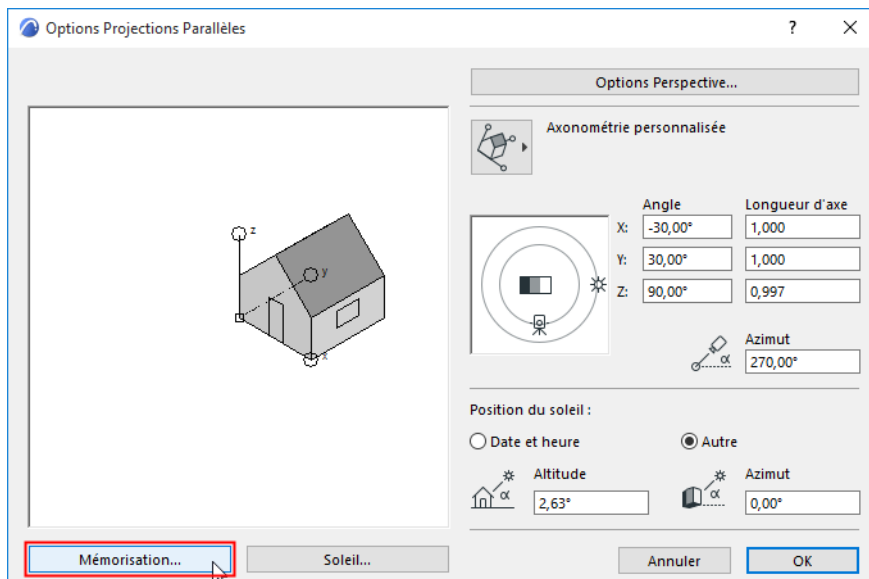 Options Projections Parallèles
?
Options Perspective...
Axonométrie personnalisée
Angle Longueur d'axe
X: -30,00° 1,000
Y: 30,00° 1,000
Z: 90,00° 0,997
z
y
x
α
Azimut
270,00°
Position du soleil :
Date et heure Autre
Altitude Azimut
α 2,63° α 0,00°
Mémorisation... Soleil... Annuler OK